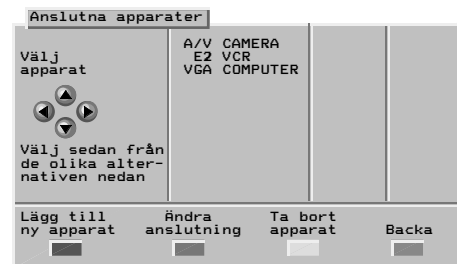 Anslutna apparater
Välj
apparat
A/V CAMERA
E2 VCR
VGA COMPUTER
Välj sedan från
de olika alter-
nativen nedan
Lägg till
ny apparat
Ändra
anslutning
Ta bort
apparat
Backa